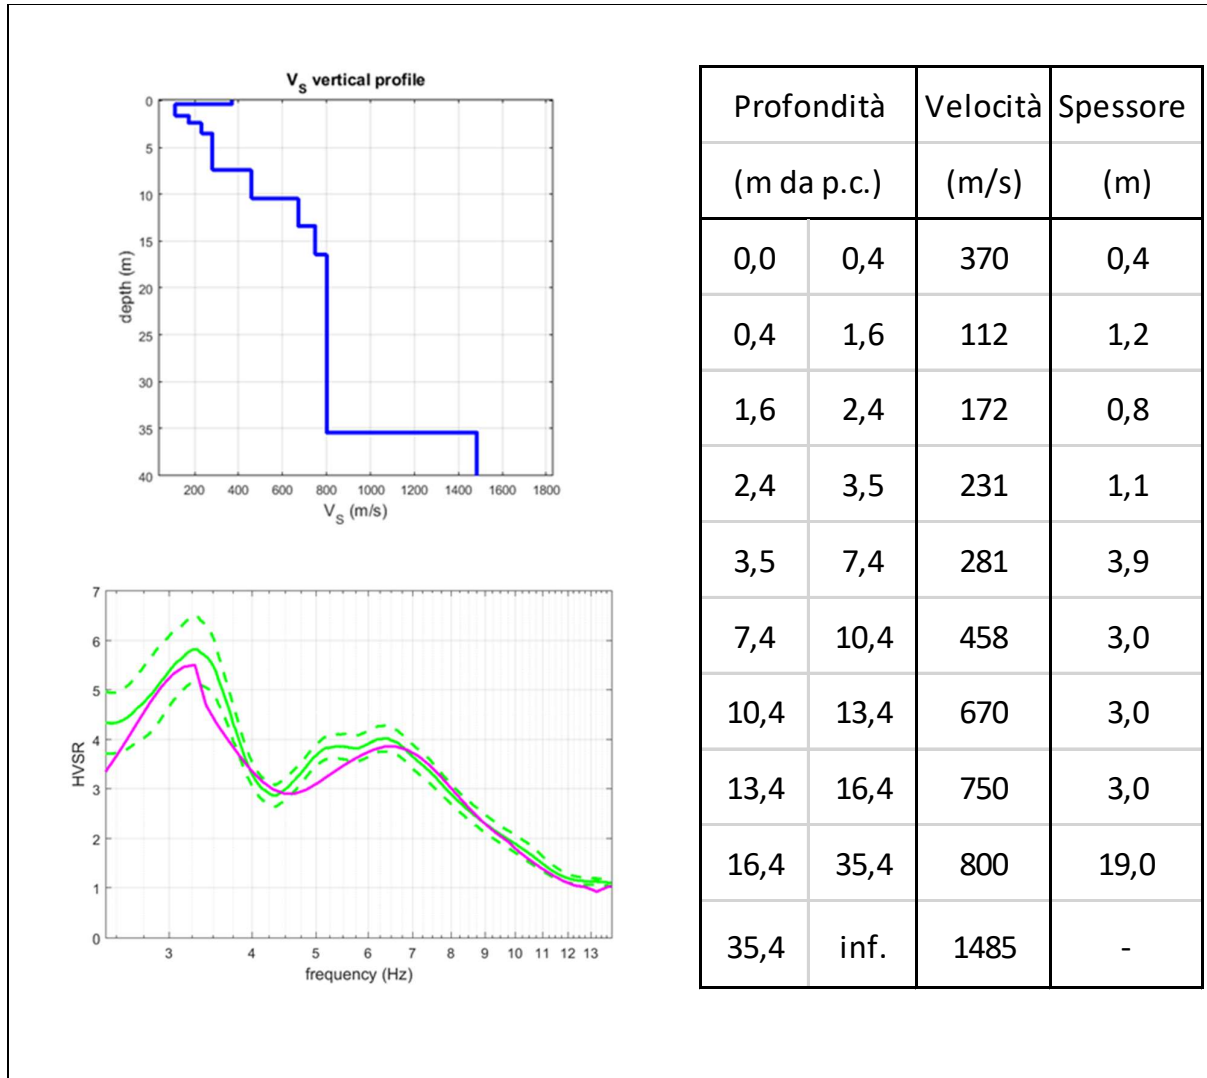 V_S vertical profile
0
5
10
15
20
25
30
35
40
depth (m)
200 400 600 800 1000 1200 1400 1600 1800
V_S (m/s)
7
6
5
4
3
2
1
0
HVSR
3 4 5 6 7 8 9 10 11 12 13
frequency (Hz)
Profondità Velocità Spessore
(m da p.c.) (m/s) (m)
0,0 0,4 370 0,4
0,4 1,6 112 1,2
1,6 2,4 172 0,8
2,4 3,5 231 1,1
3,5 7,4 281 3,9
7,4 10,4 458 3,0
10,4 13,4 670 3,0
13,4 16,4 750 3,0
16,4 35,4 800 19,0
35,4 inf. 1485 -